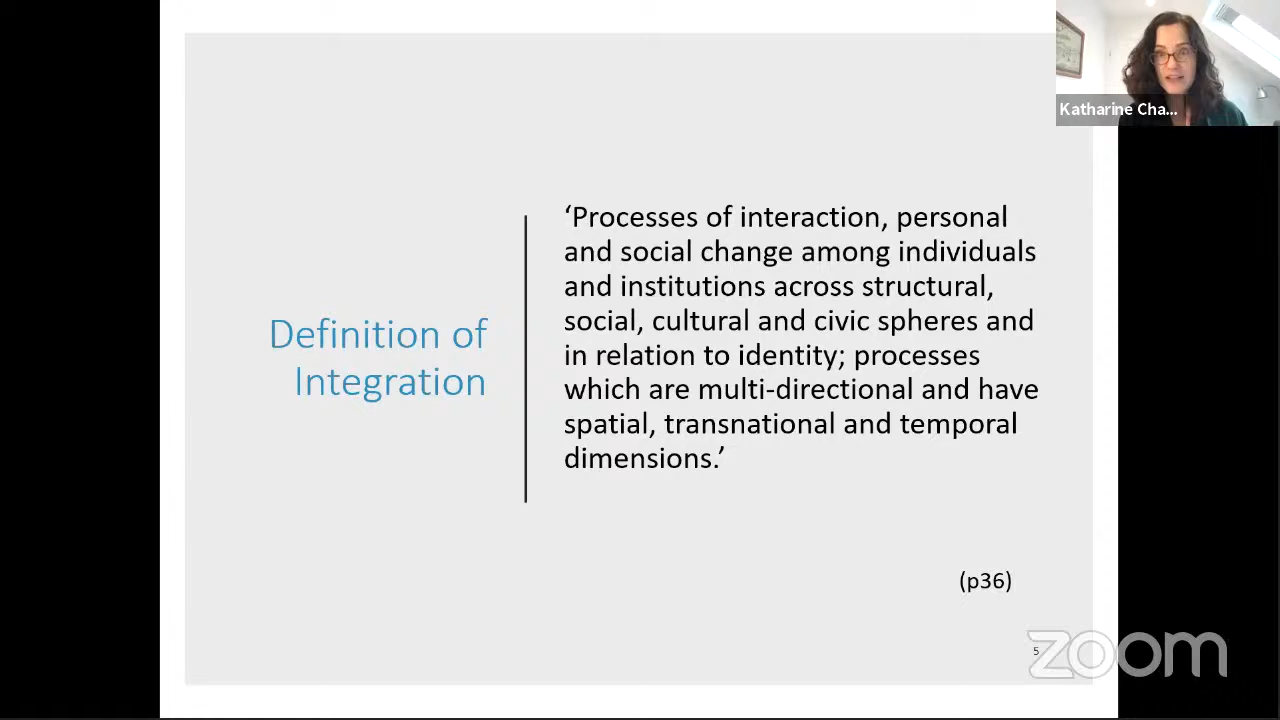 Katharine Cha...
‘Processes of interaction, personal
and social change among individuals
and institutions across structural,
social, cultural and civic spheres and
in relation to identity; processes
which are multi-directional and have
spatial, transnational and temporal
dimensions.’
Definition of
Integration
(p36)
5
zoom